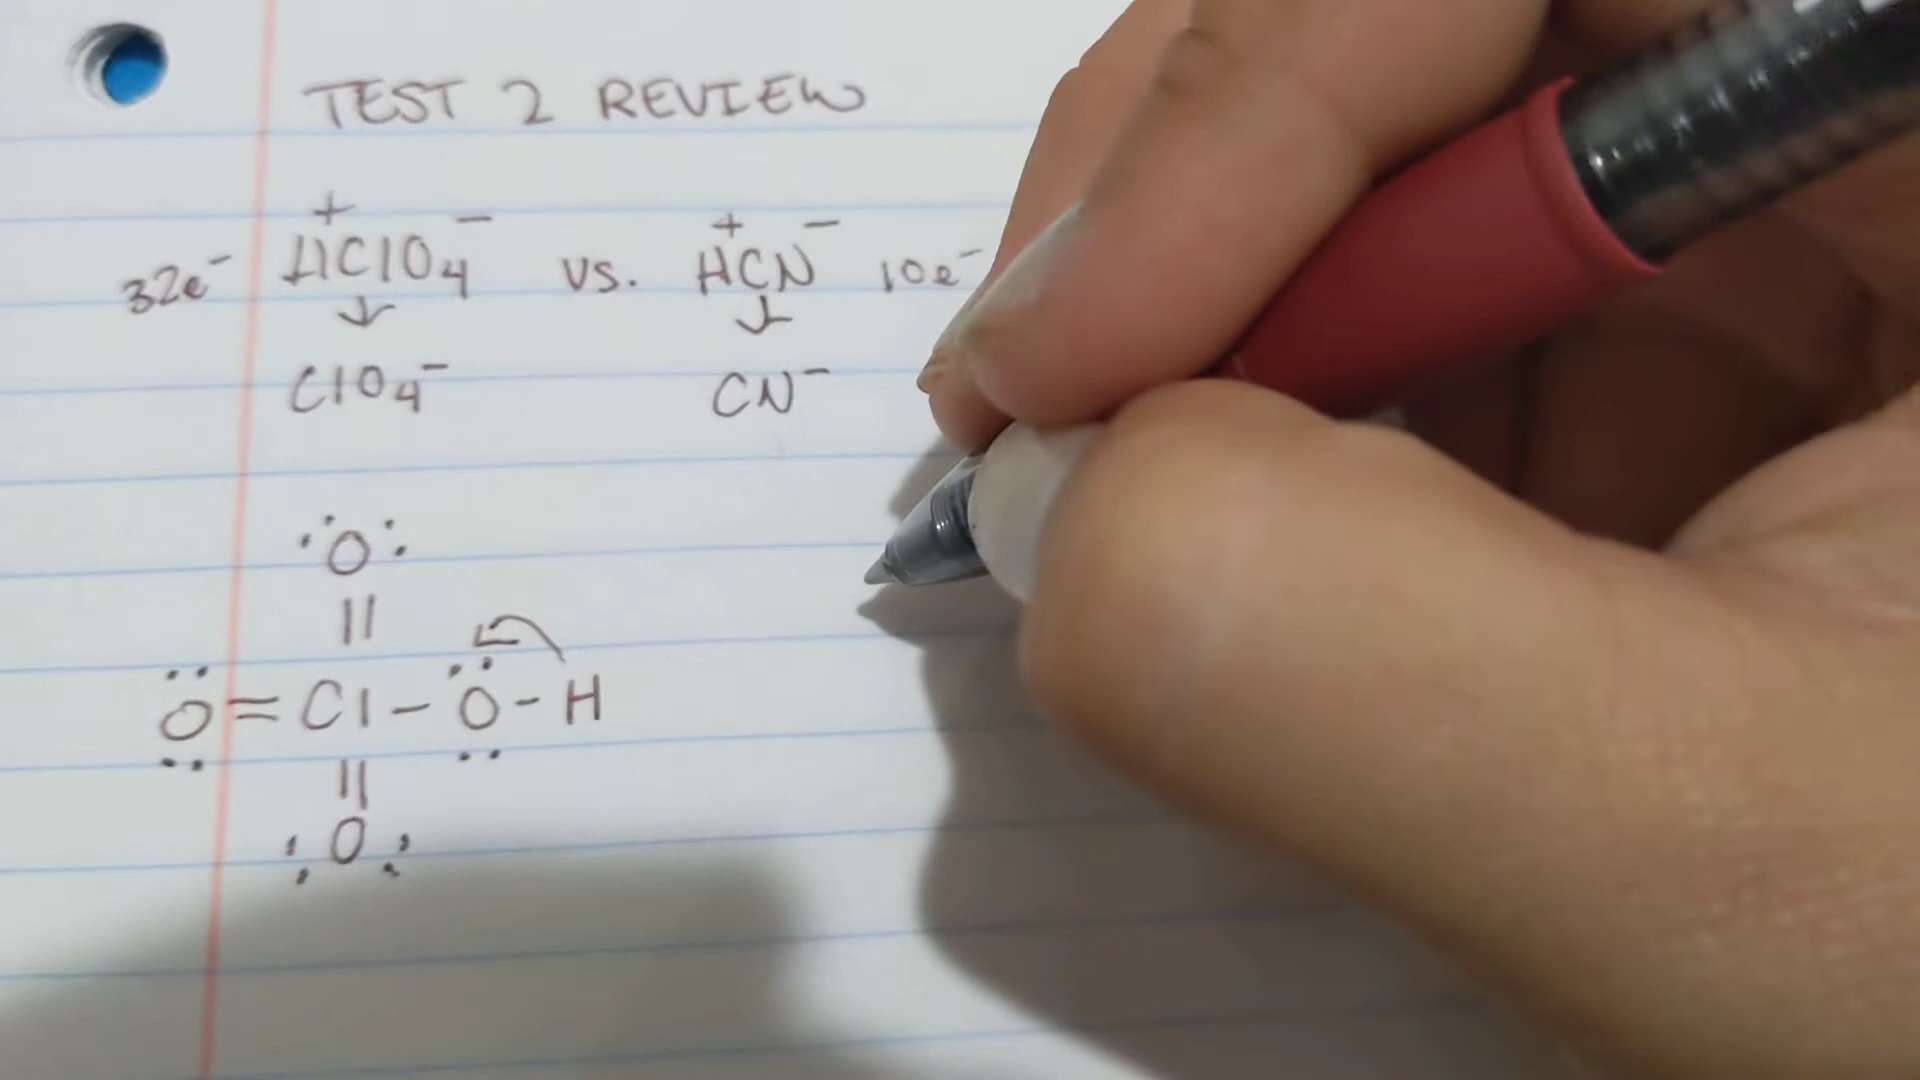 TEST 2 REVIEW
+ − + −
32e⁻ HClO₄ vs. HCN 10e⁻
↓ ↓
ClO₄⁻ CN⁻
O
||
O = Cl – O – H
||
O